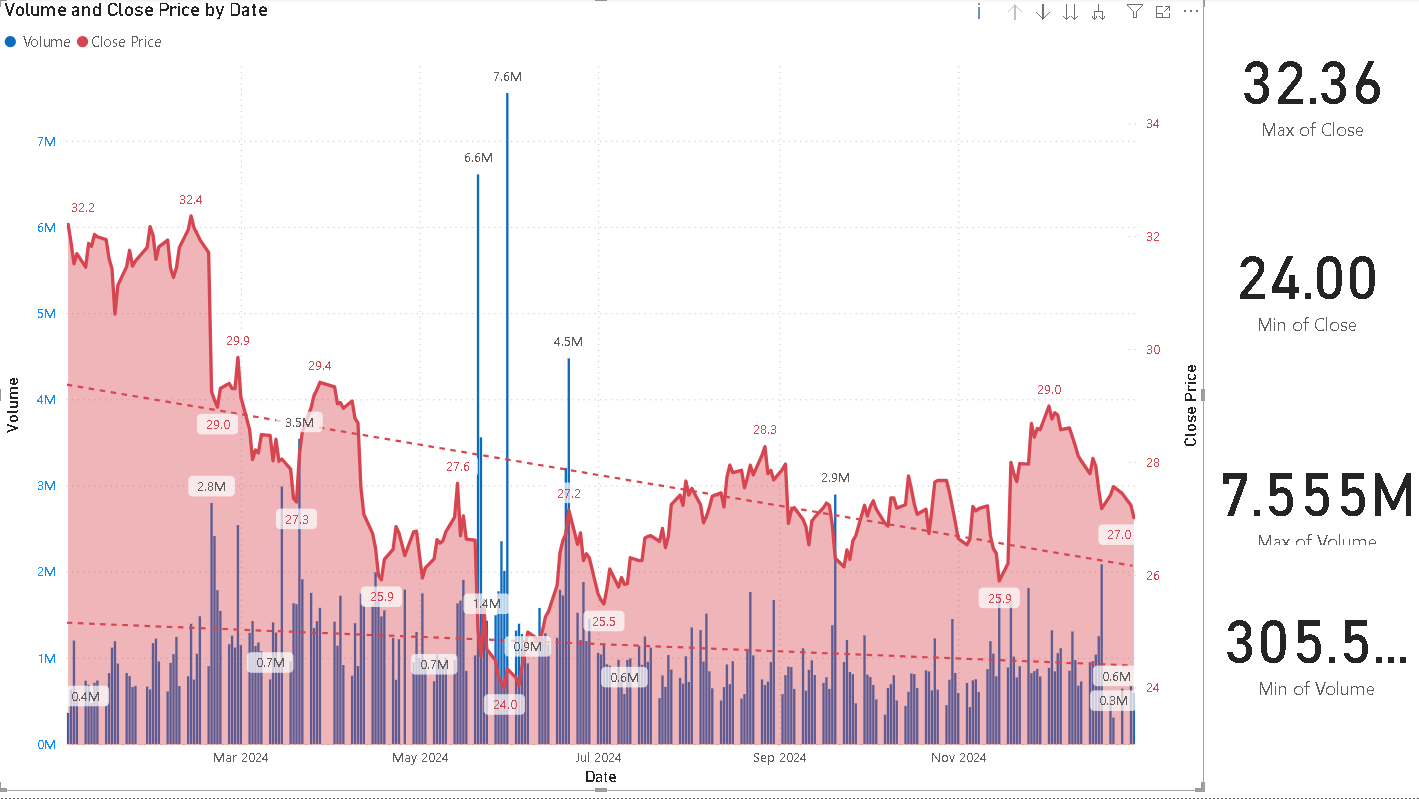 Volume and Close Price by Date
Volume Close Price
7.6M
6.6M
32.2
32.4
29.9
4.5M
29.4
29.0
3.5M
29.0
28.3
27.6
2.8M
27.2
2.9M
27.3
27.0
25.9
1.4M
25.9
25.5
0.9M
0.7M
0.7M
0.6M
0.6M
0.4M
24.0
0.3M
7M
6M
5M
4M
3M
2M
1M
0M
Volume
34
32
30
28
26
24
Close Price
Mar 2024 May 2024 Jul 2024 Sep 2024 Nov 2024
Date
32.36
Max of Close
24.00
Min of Close
7.555M
Max of Volume
305.5...
Min of Volume